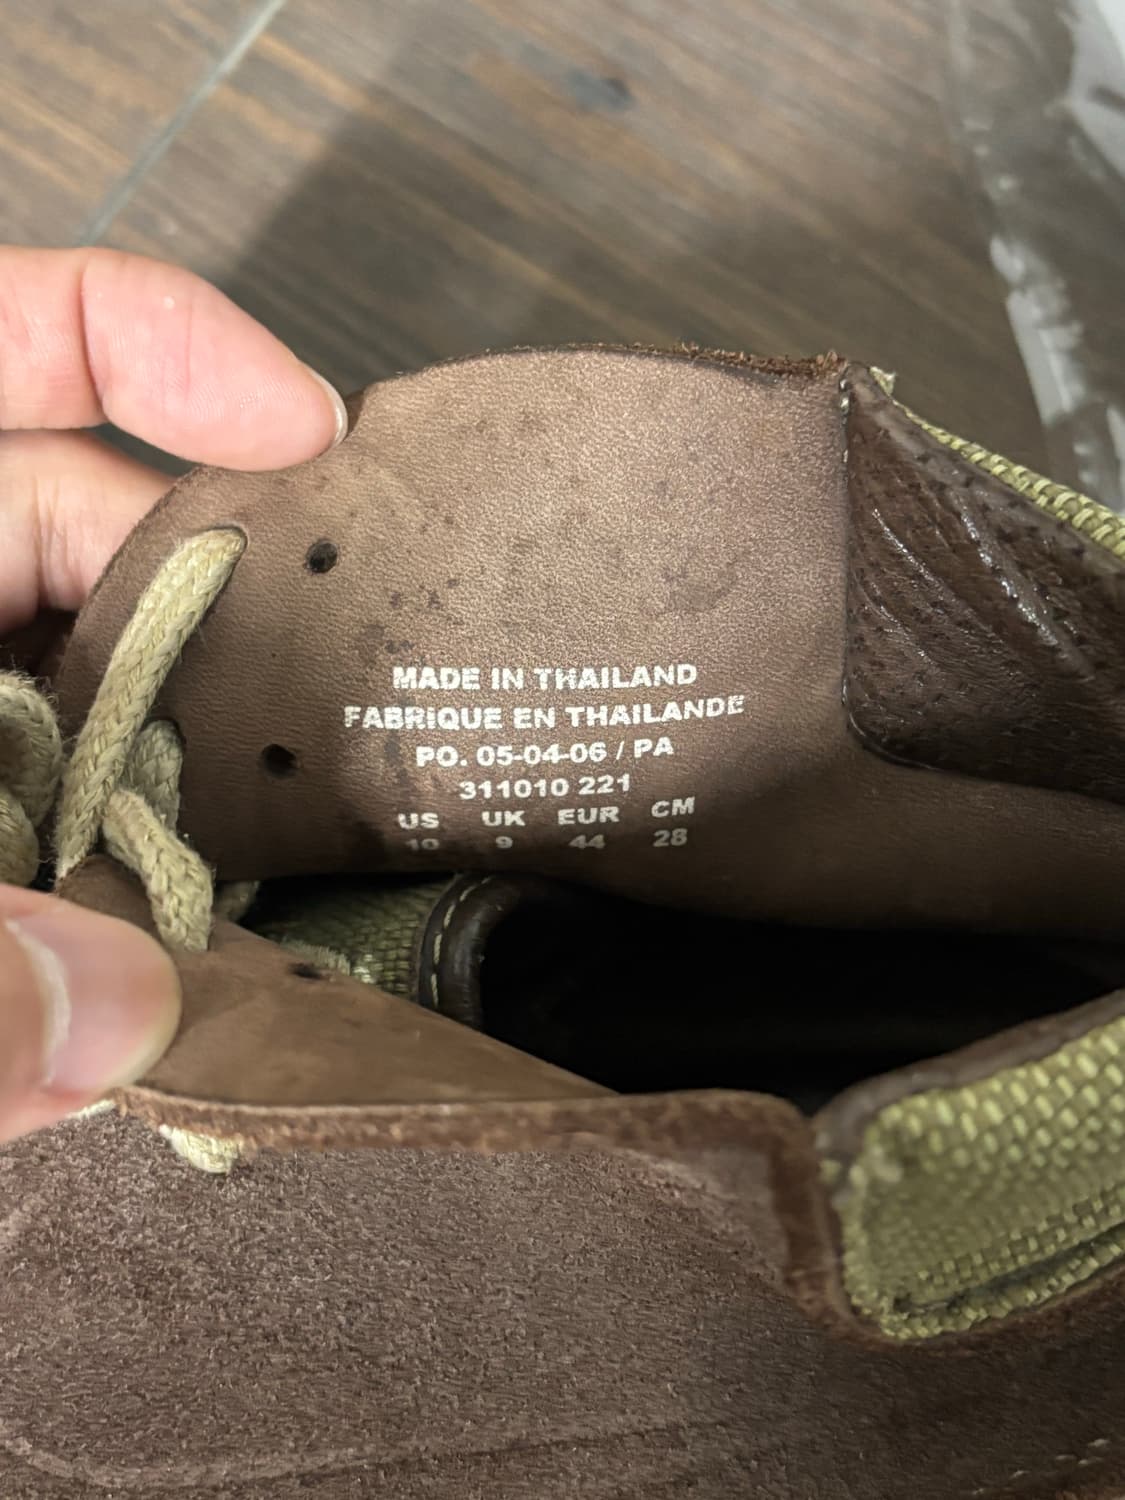 MADE IN THAILAND
FABRIQUE EN THAILANDE
PO. 05-04-06 / PA
311010 221
US UK EUR CM
10 9 44 28